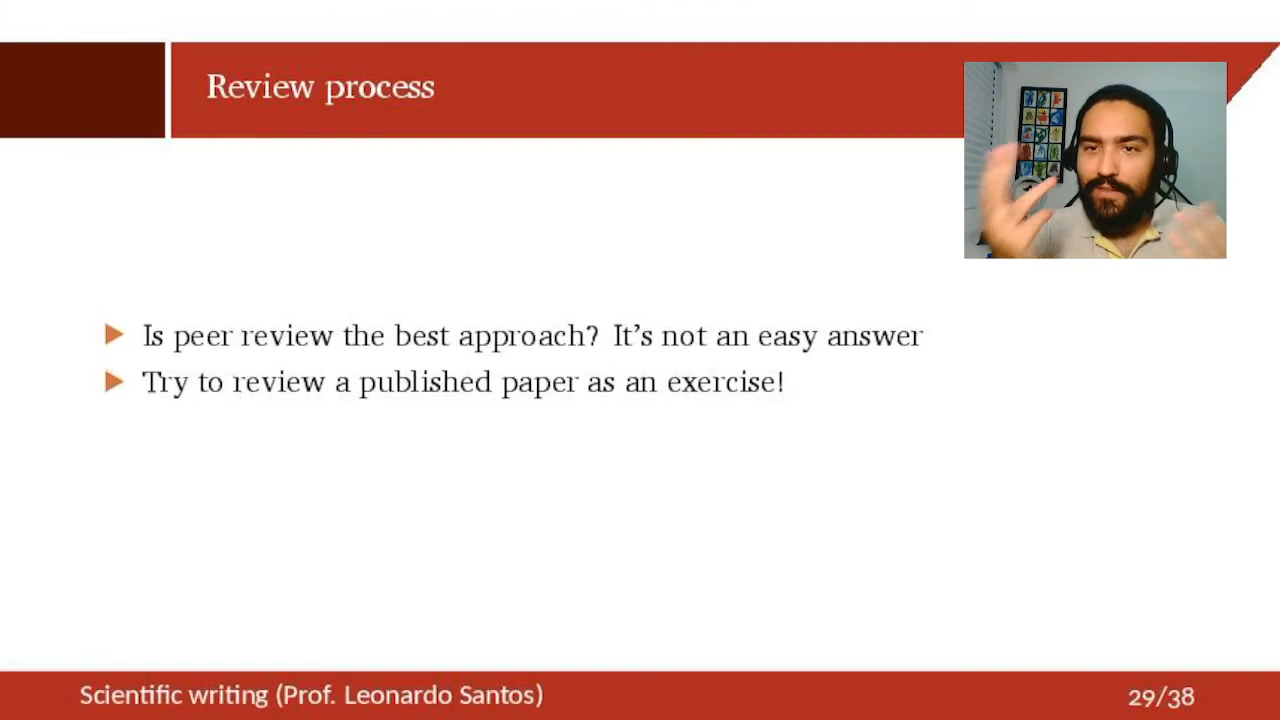 Review process
Is peer review the best approach? It's not an easy answer
Try to review a published paper as an exercise!
Scientific writing (Prof. Leonardo Santos)
29/38